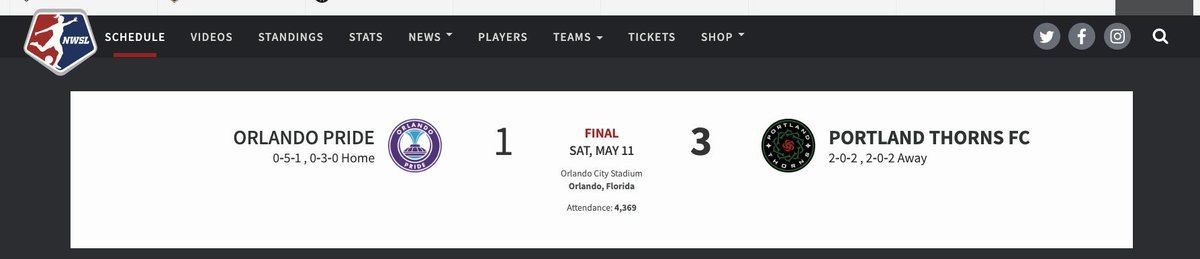 NWSL SCHEDULE VIDEOS STANDINGS STATS NEWS PLAYERS TEAMS TICKETS SHOP
ORLANDO PRIDE
0-5-1 , 0-3-0 Home
ORLANDO
PRIDE
1
FINAL
SAT, MAY 11
Orlando City Stadium
Orlando, Florida
Attendance: 4,369
3
PORTLAND
THORNS
PORTLAND THORNS FC
2-0-2 , 2-0-2 Away